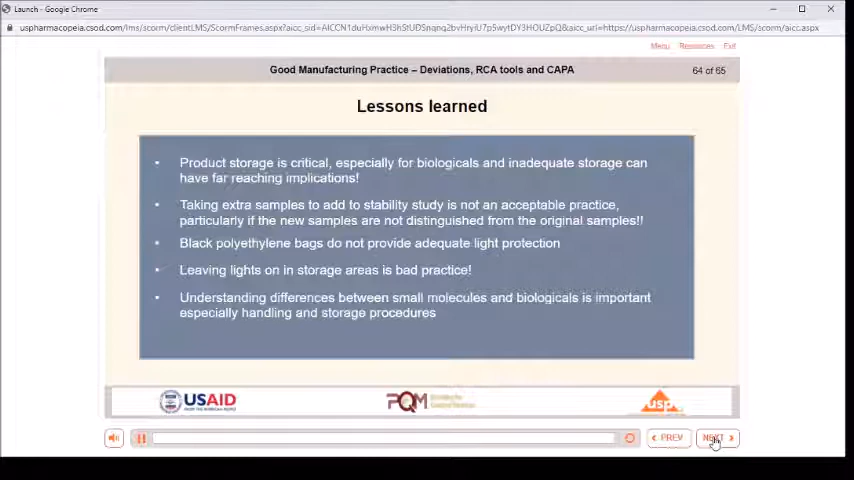 Launch - Google Chrome
Menu Resources Exit
Good Manufacturing Practice – Deviations, RCA tools and CAPA
64 of 65
Lessons learned
• Product storage is critical, especially for biologicals and inadequate storage can
have far reaching implications!
• Taking extra samples to add to stability study is not an acceptable practice,
particularly if the new samples are not distinguished from the original samples!!
• Black polyethylene bags do not provide adequate light protection
• Leaving lights on in storage areas is bad practice!
• Understanding differences between small molecules and biologicals is important
especially handling and storage procedures
USAID
PQM
usp
PREV
NEXT